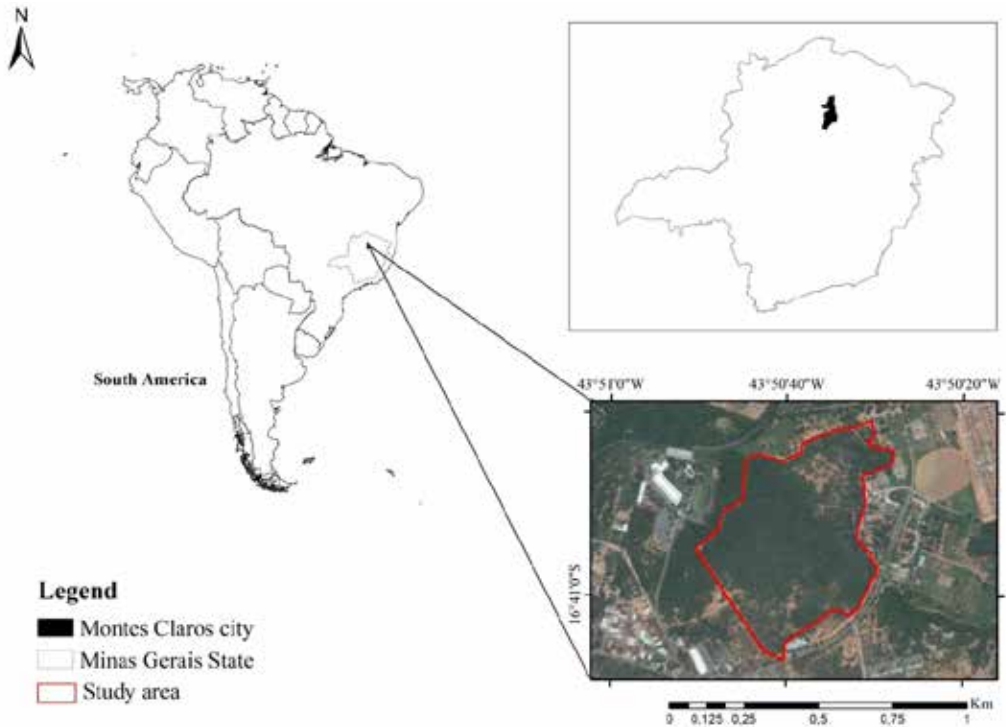 N
South America
43°51'0"W 43°50'40"W 43°50'20"W
16°41'0"S
Legend
Montes Claros city
Minas Gerais State
Study area
Km
0 0,125 0,25 0,5 0,75 1